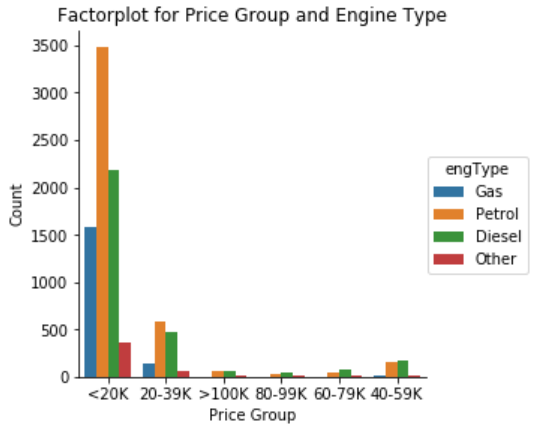 Factorplot for Price Group and Engine Type
3500
3000
2500
2000
1500
1000
500
0
Count
<20K 20-39K >100K 80-99K 60-79K 40-59K
Price Group
engType
Gas
Petrol
Diesel
Other